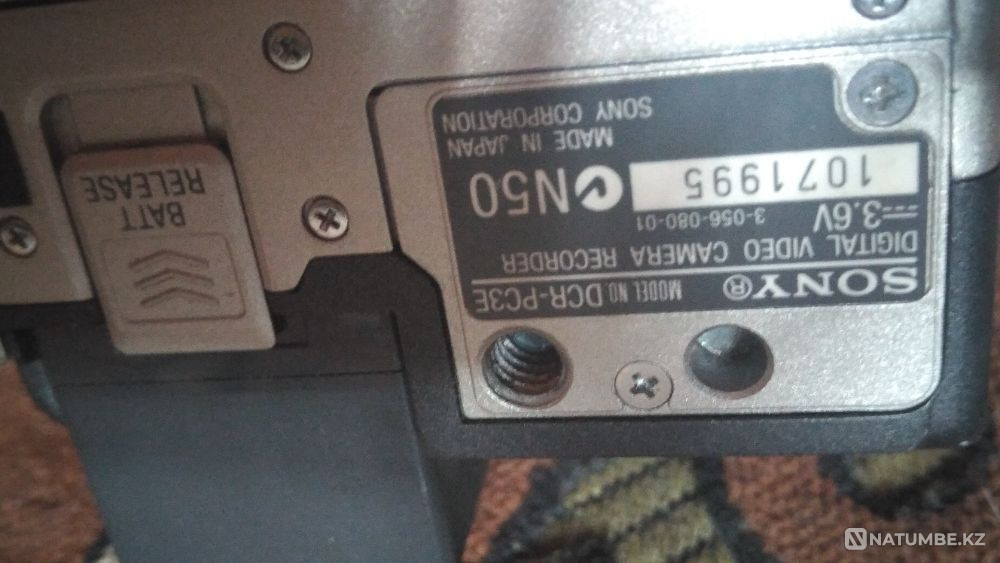 SONY® MODEL NO. DCR-PC3E
DIGITAL VIDEO CAMERA RECORDER
3.6V 3-056-080-01
1071995 N50
MADE IN JAPAN
SONY CORPORATION
BATT
RELEASE
NATUMBE.KZ